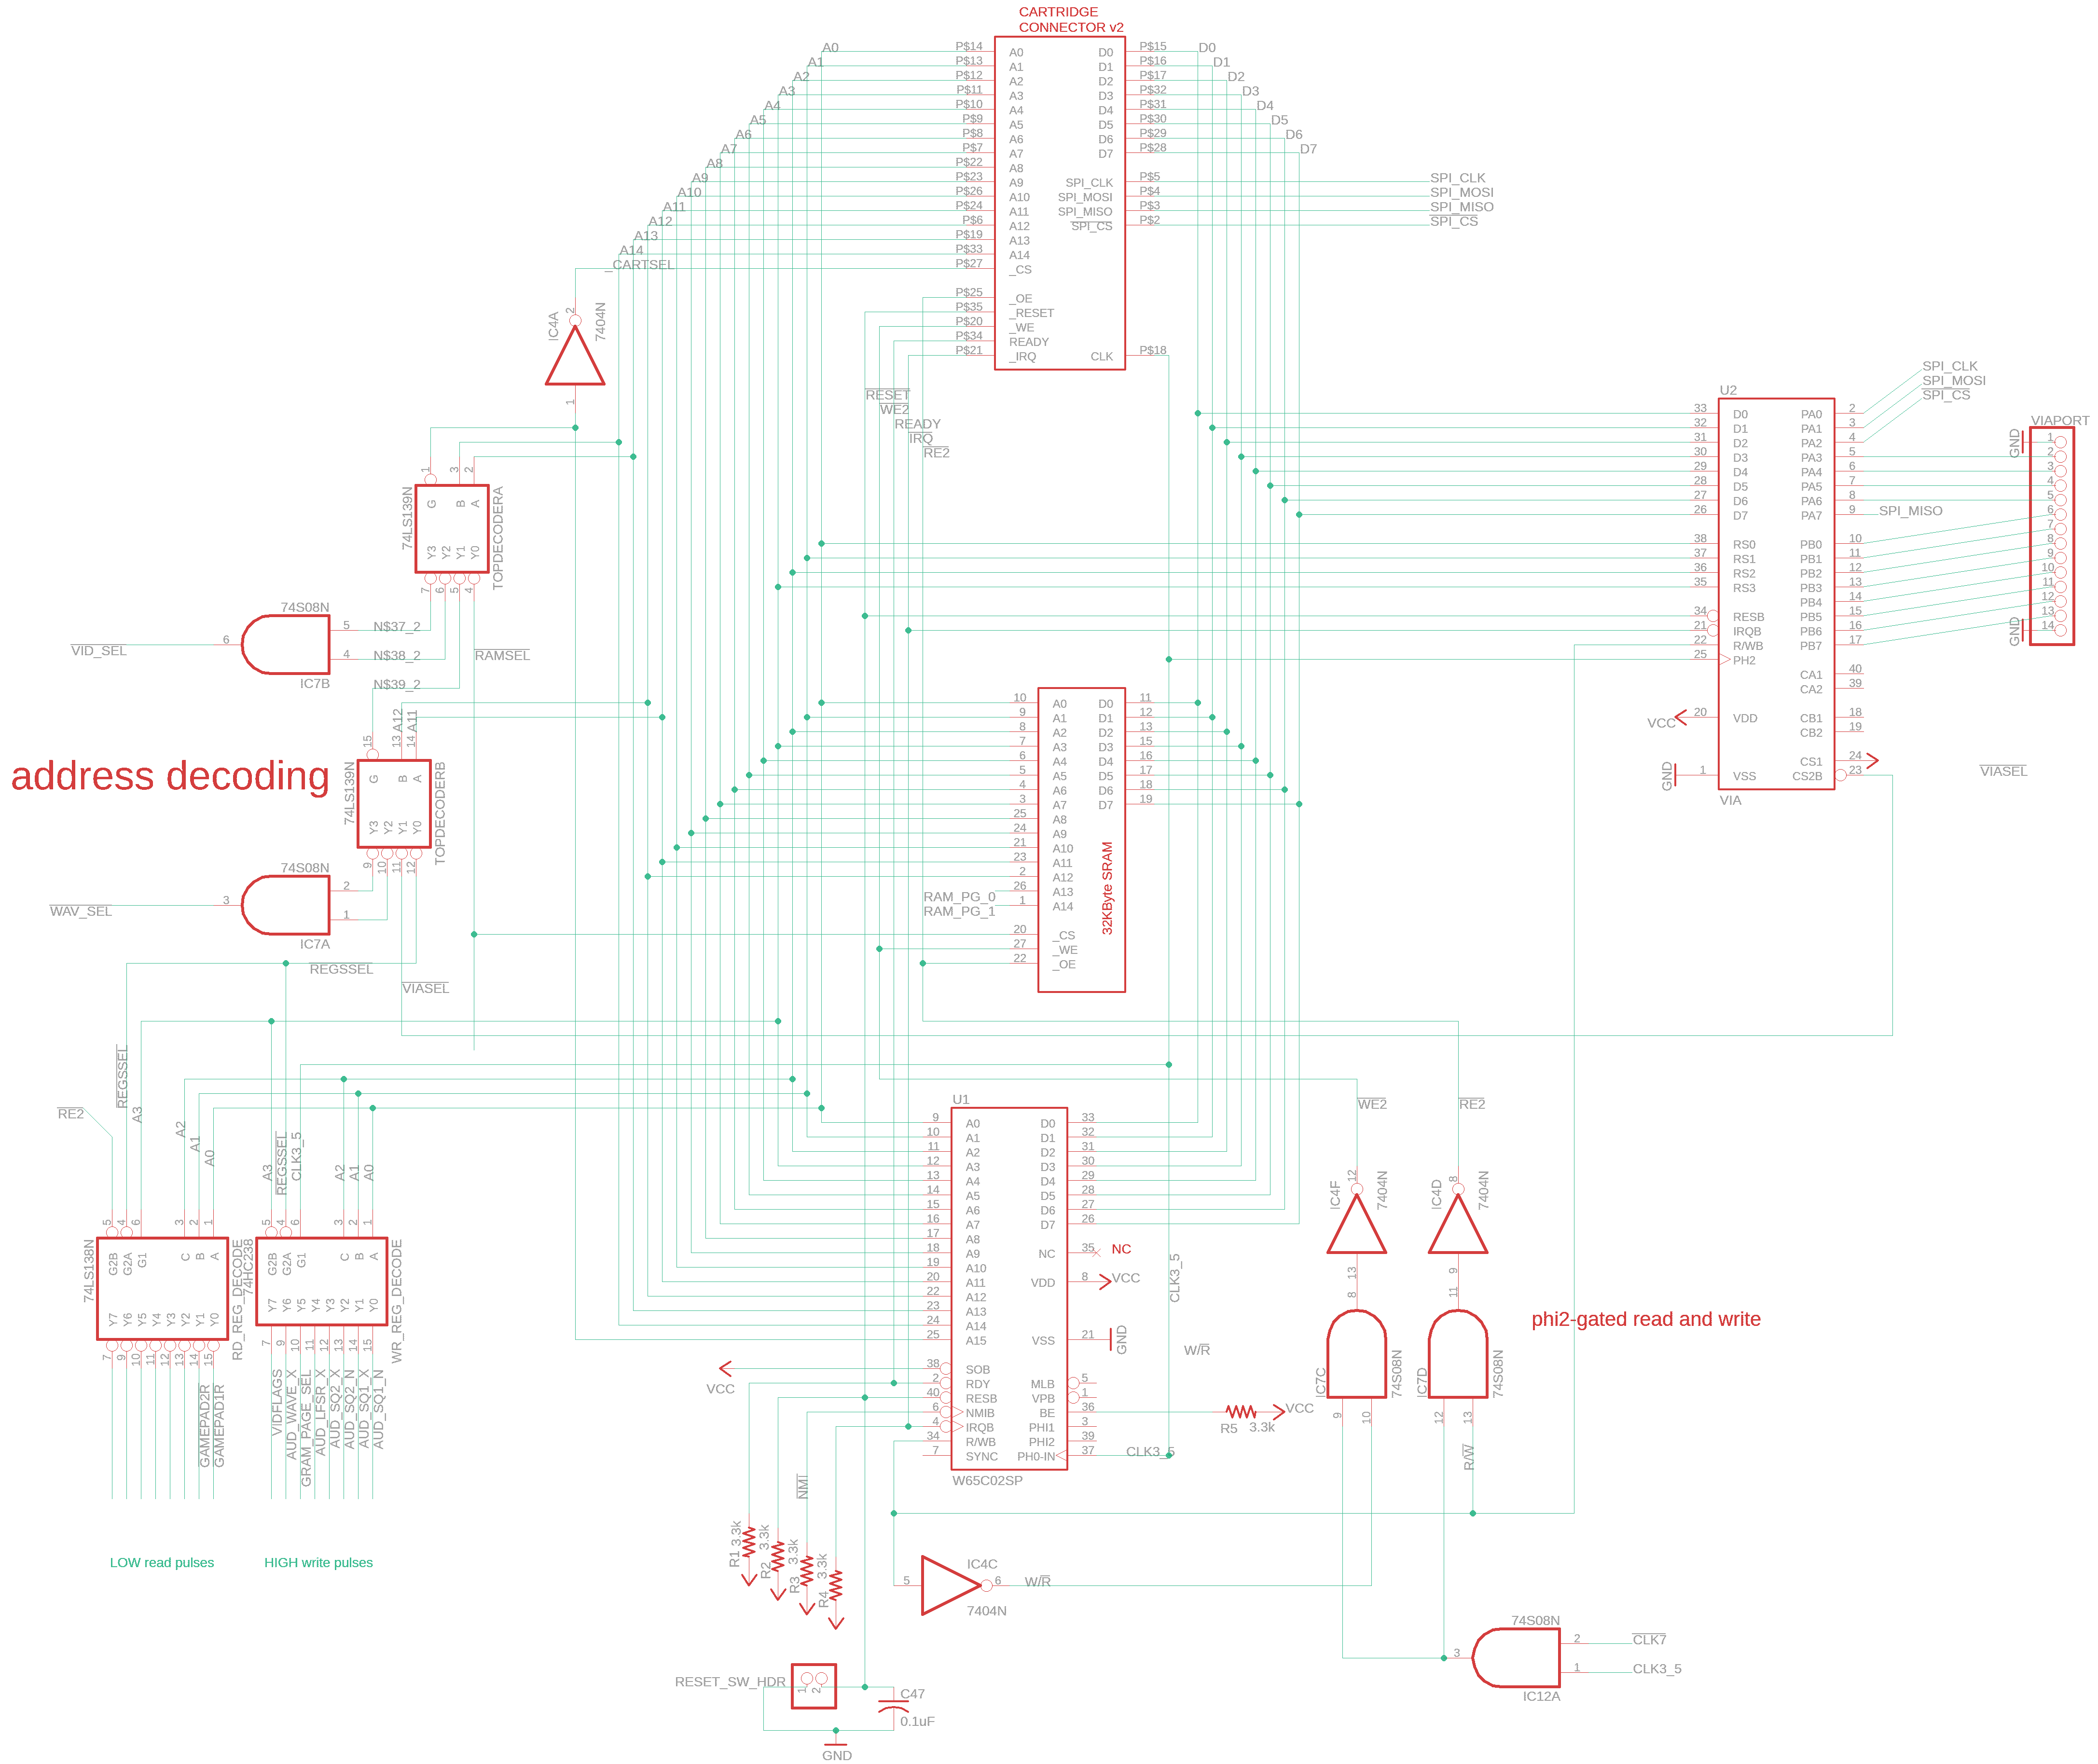 CARTRIDGE
CONNECTOR v2
A0 P$14 A0 D0 P$15 D0
A1 P$13 A1 D1 P$16 D1
A2 P$12 A2 D2 P$17 D2
A3 P$11 A3 D3 P$32 D3
A4 P$10 A4 D4 P$31 D4
A5 P$9 A5 D5 P$30 D5
A6 P$8 A6 D6 P$29 D6
A7 P$7 A7 D7 P$28 D7
A8 P$22 A8
A9 P$23 A9 SPI_CLK P$5 SPI_CLK
A10 P$26 A10 SPI_MOSI P$4 SPI_MOSI
A11 P$24 A11 SPI_MISO P$3 SPI_MISO
A12 P$6 A12 SPI_CS P$2 SPI_CS
A13 P$19 A13
A14 P$33 A14
_CARTSEL P$27 _CS
P$25 _OE
P$35 _RESET
P$20 _WE
P$34 READY
P$21 _IRQ CLK P$18
IC4A 2 7404N
1
RESET
WE2
READY
IRQ
RE2
SPI_CLK
SPI_MOSI
SPI_CS
U2
33 D0 PA0 2
32 D1 PA1 3
31 D2 PA2 4
30 D3 PA3 5
29 D4 PA4 6
28 D5 PA5 7
27 D6 PA6 8
26 D7 PA7 9 SPI_MISO
38 RS0 PB0 10
37 RS1 PB1 11
36 RS2 PB2 12
35 RS3 PB3 13
PB4 14
34 RESB PB5 15
21 IRQB PB6 16
22 R/WB PB7 17
25 PH2
CA1 40
CA2 39
VCC 20 VDD CB1 18
CB2 19
CS1 24
GND 1 VSS CS2B 23
VIA
VIASEL
VIAPORT
GND 1
2
3
4
5
6
7
8
9
10
11
12
13
GND 14
1 3 2
74LS139N G B A TOPDECODERA
Y3 Y2 Y1 Y0
7 6 5 4
74S08N
VID_SEL 6 5 N$37_2
4 N$38_2
IC7B
RAMSEL
N$39_2
15 13 A12 14 A11
address decoding
74LS139N G B A TOPDECODERB
Y3 Y2 Y1 Y0
9 10 11 12
74S08N
WAV_SEL 3 2
1
IC7A
REGSSEL
VIASEL
10 A0 D0 11
9 A1 D1 12
8 A2 D2 13
7 A3 D3 15
6 A4 D4 16
5 A5 D5 17
4 A6 D6 18
3 A7 D7 19
25 A8
24 A9
21 A10
23 A11
2 A12
RAM_PG_0 26 A13
RAM_PG_1 1 A14
20 _CS
27 _WE
22 _OE
32KByte SRAM
RE2 REGSSEL A3 A2 A1 A0
A3 REGSSEL CLK3_5 A2 A1 A0
5 4 6 3 2 1
74LS138N G2B G2A G1 C B A RD_REG_DECODE
Y7 Y6 Y5 Y4 Y3 Y2 Y1 Y0
7 9 10 11 12 13 14 15
GAMEPAD2R
GAMEPAD1R
5 4 6 3 2 1
74HC238 G2B G2A G1 C B A WR_REG_DECODE
Y7 Y6 Y5 Y4 Y3 Y2 Y1 Y0
7 9 10 11 12 13 14 15
VIDFLAGS
AUD_WAVE_X
GRAM_PAGE_SEL
AUD_LFSR_X
AUD_SQ2_X
AUD_SQ2_N
AUD_SQ1_X
AUD_SQ1_N
LOW read pulses
HIGH write pulses
U1
9 A0 D0 33
10 A1 D1 32
11 A2 D2 31
12 A3 D3 30
13 A4 D4 29
14 A5 D5 28
15 A6 D6 27
16 A7 D7 26
17 A8
18 A9 NC 35 NC
19 A10
20 A11 VDD 8 VCC
22 A12
23 A13
24 A14
25 A15 VSS 21 GND
VCC 38 SOB
2 RDY MLB 5
40 RESB VPB 1
6 NMIB BE 36
4 IRQB PHI1 3
34 R/WB PHI2 39
7 SYNC PH0-IN 37 CLK3_5
W65C02SP
CLK3_5
W/R
R5 3.3k VCC
WE2
RE2
IC4F 12 7404N
13
8
IC7C 74S08N
9 10
IC4D 8 7404N
9
11
IC7D 74S08N
12 13
R/W
phi2-gated read and write
NMI
R1 3.3k
R2 3.3k
R3 3.3k
R4 3.3k
IC4C
5 6 W/R
7404N
74S08N
3 2 CLK7
1 CLK3_5
IC12A
RESET_SW_HDR 1 2
C47
0.1uF
GND